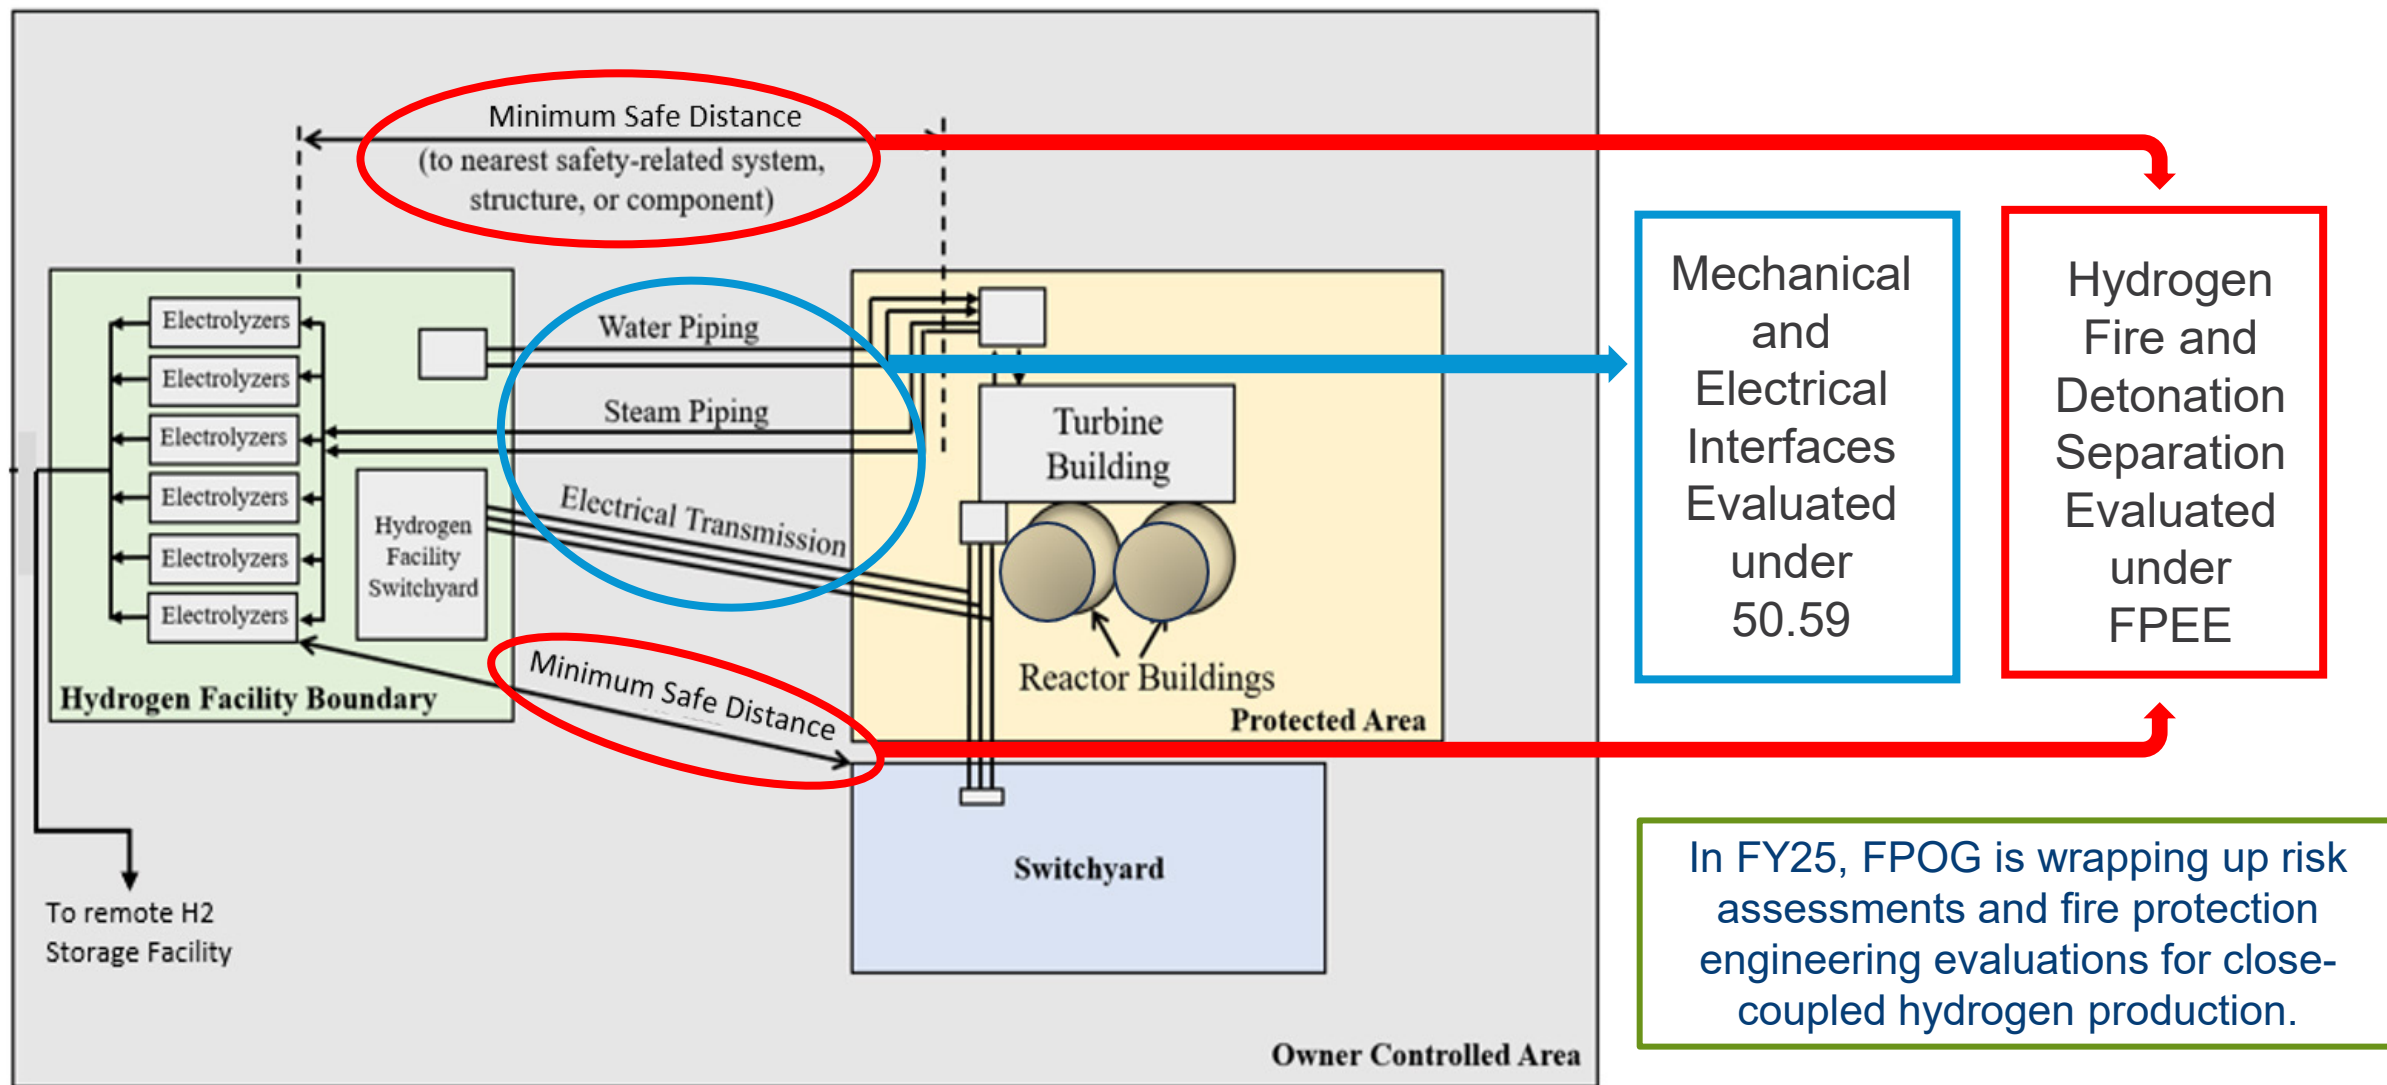 Minimum Safe Distance
(to nearest safety-related system,
structure, or component)
Electrolyzers
Electrolyzers
Electrolyzers
Electrolyzers
Electrolyzers
Electrolyzers
Hydrogen
Facility
Switchyard
Hydrogen Facility Boundary
Water Piping
Steam Piping
Electrical Transmission
Minimum Safe Distance
Turbine
Building
Reactor Buildings
Protected Area
Switchyard
To remote H2
Storage Facility
Owner Controlled Area
Mechanical
and
Electrical
Interfaces
Evaluated
under
50.59
Hydrogen
Fire and
Detonation
Separation
Evaluated
under
FPEE
In FY25, FPOG is wrapping up risk
assessments and fire protection
engineering evaluations for close-
coupled hydrogen production.